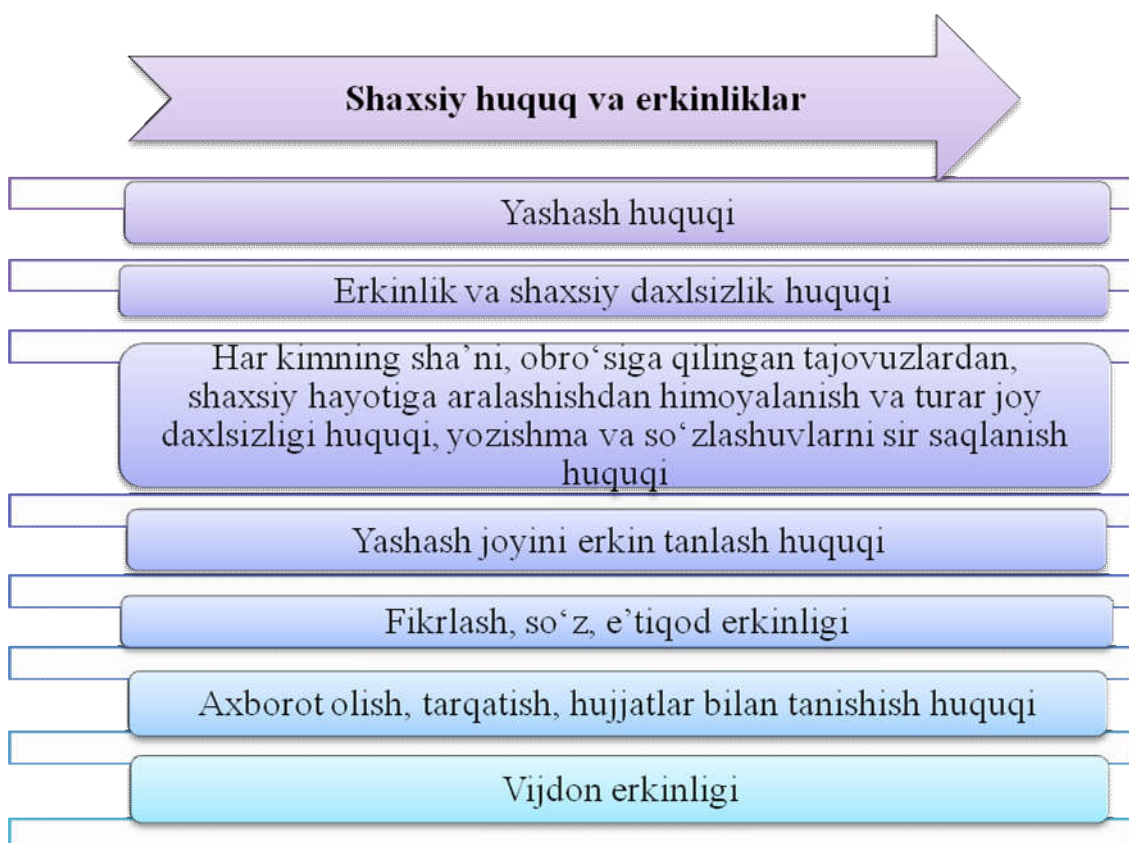 Shaxsiy huquq va erkinliklar
Yashash huquqi
Erkinlik va shaxsiy daxlsizlik huquqi
Har kimning sha’ni, obro‘siga qilingan tajovuzlardan,
shaxsiy hayotiga aralashishdan himoyalanish va turar joy
daxlsizligi huquqi, yozishma va so‘zlashuvlarni sir saqlanish
huquqi
Yashash joyini erkin tanlash huquqi
Fikrlash, so‘z, e’tiqod erkinligi
Axborot olish, tarqatish, hujjatlar bilan tanishish huquqi
Vijdon erkinligi